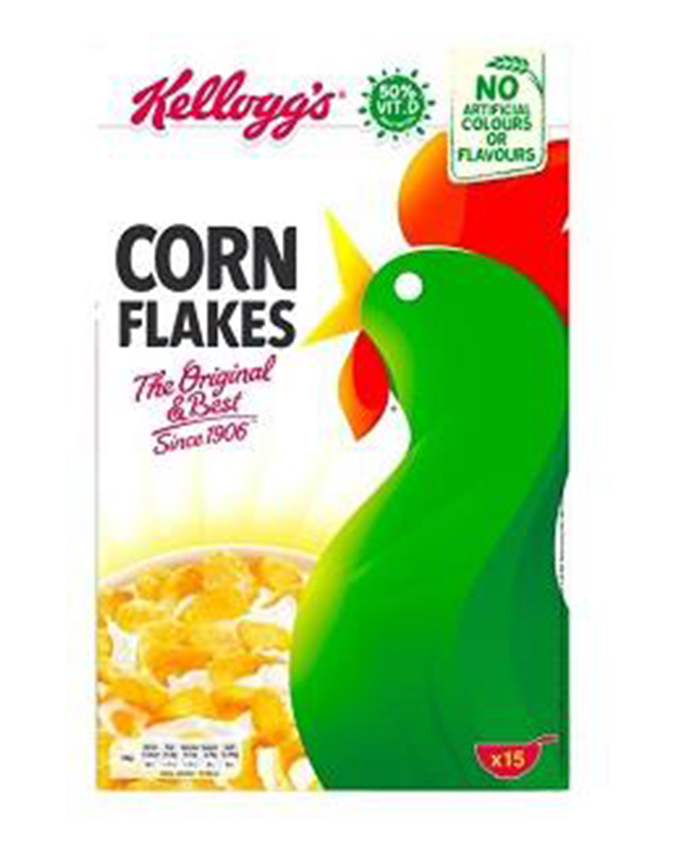 Kellogg's
50%
VIT.D
NO
ARTIFICIAL
COLOURS
OR
FLAVOURS
CORN
FLAKES
The Original
& Best
Since 1906
x15